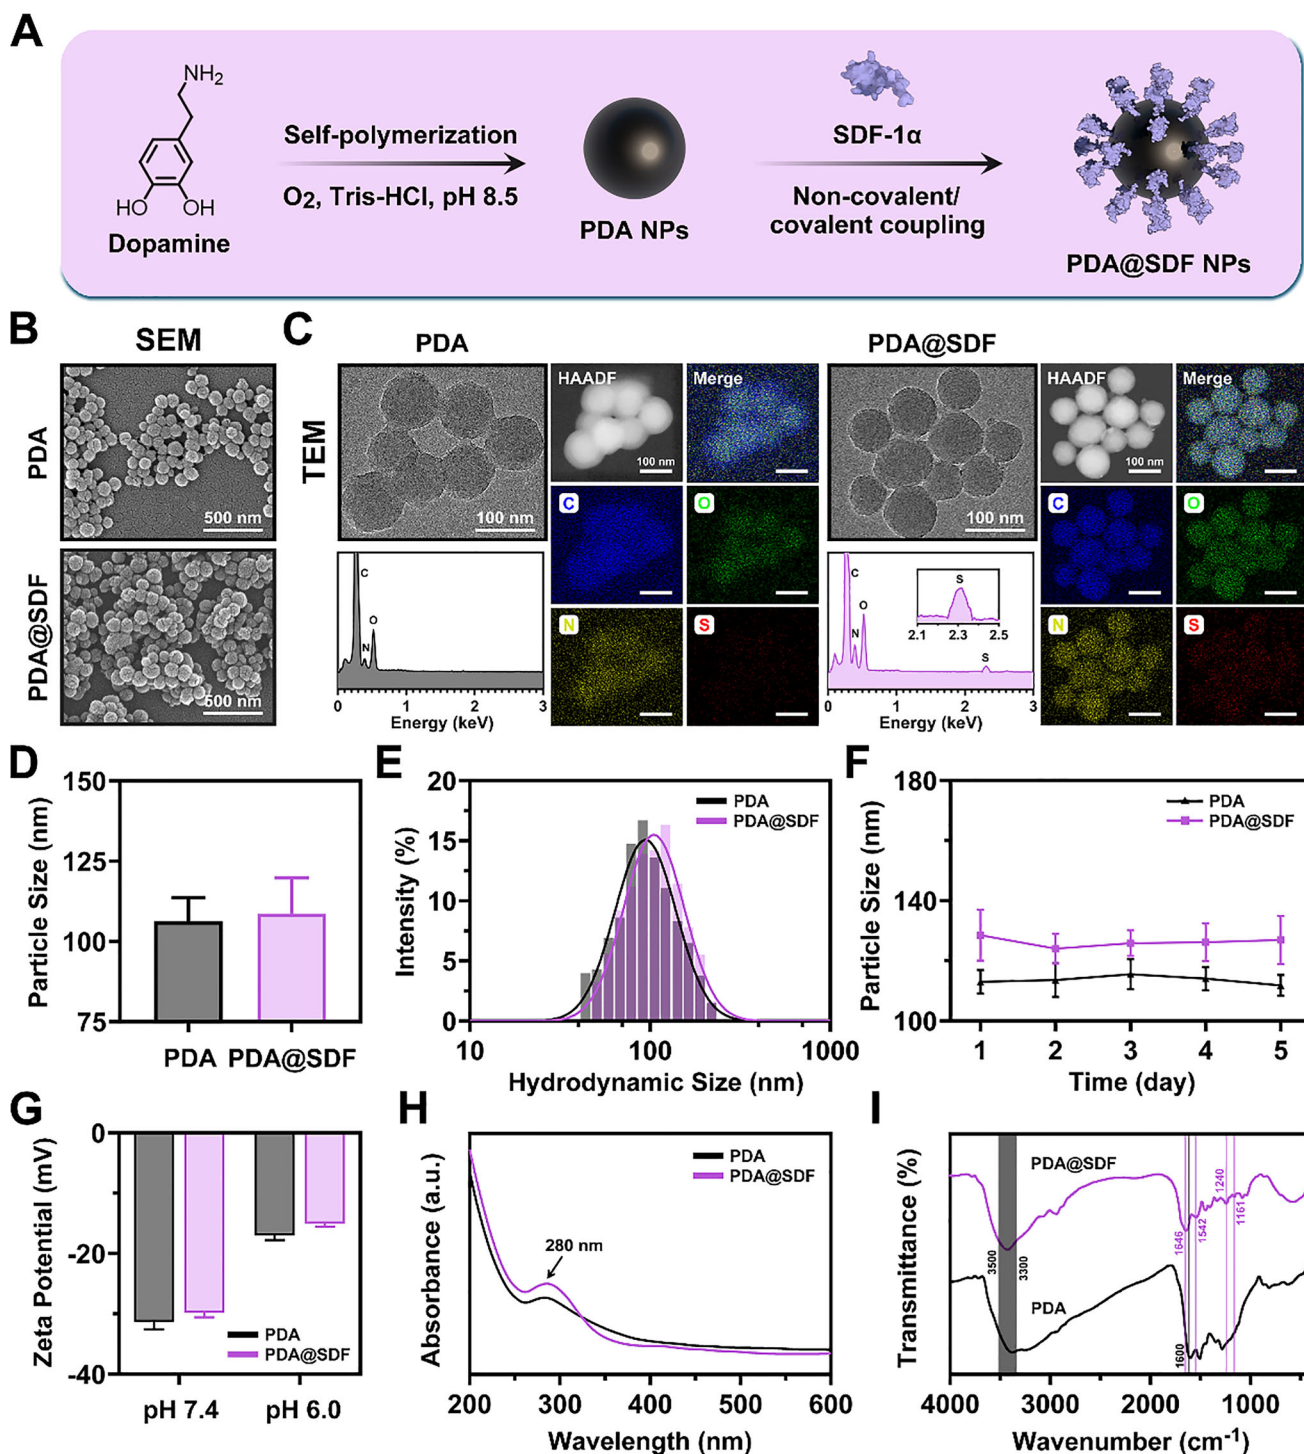 A
NH2
HO
OH
Dopamine
Self-polymerization
O2, Tris-HCl, pH 8.5
PDA NPs
SDF-1α
Non-covalent/
covalent coupling
PDA@SDF NPs
B
SEM
PDA
500 nm
PDA@SDF
500 nm
C
TEM
PDA
100 nm
HAADF
100 nm
Merge
C
O
N
S
C
N
O
0
1
2
3
Energy (keV)
PDA@SDF
100 nm
HAADF
100 nm
Merge
C
O
N
S
C
N
O
S
S
2.1
2.3
2.5
0
1
2
3
Energy (keV)
D
Particle Size (nm)
150
125
100
75
PDA
PDA@SDF
E
Intensity (%)
20
15
10
5
0
PDA
PDA@SDF
10
100
1000
Hydrodynamic Size (nm)
F
Particle Size (nm)
180
140
100
PDA
PDA@SDF
1
2
3
4
5
Time (day)
G
Zeta Potential (mV)
0
-20
-40
PDA
PDA@SDF
pH 7.4
pH 6.0
H
Absorbance (a.u.)
PDA
PDA@SDF
280 nm
200
300
400
500
600
Wavelength (nm)
I
Transmittance (%)
PDA@SDF
PDA
3500
3300
1646
1600
1542
1240
1161
4000
3000
2000
1000
Wavenumber (cm-1)